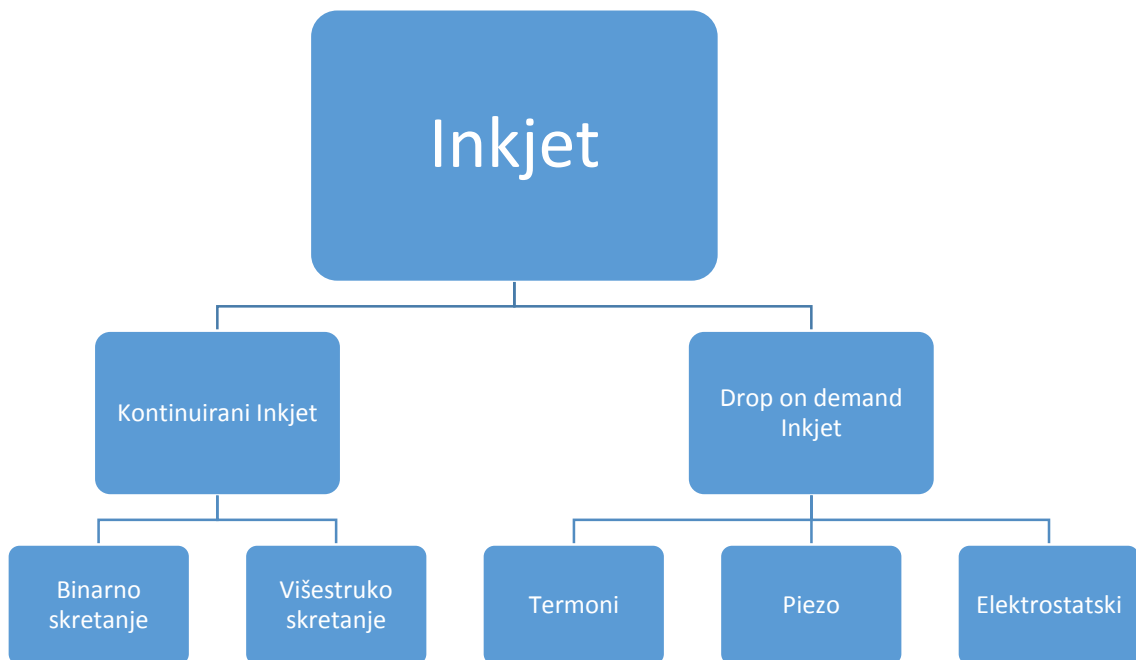 Inkjet
Kontinuirani Inkjet
Drop on demand
Inkjet
Binarno
skretanje
Višestruko
skretanje
Termoni
Piezo
Elektrostatski